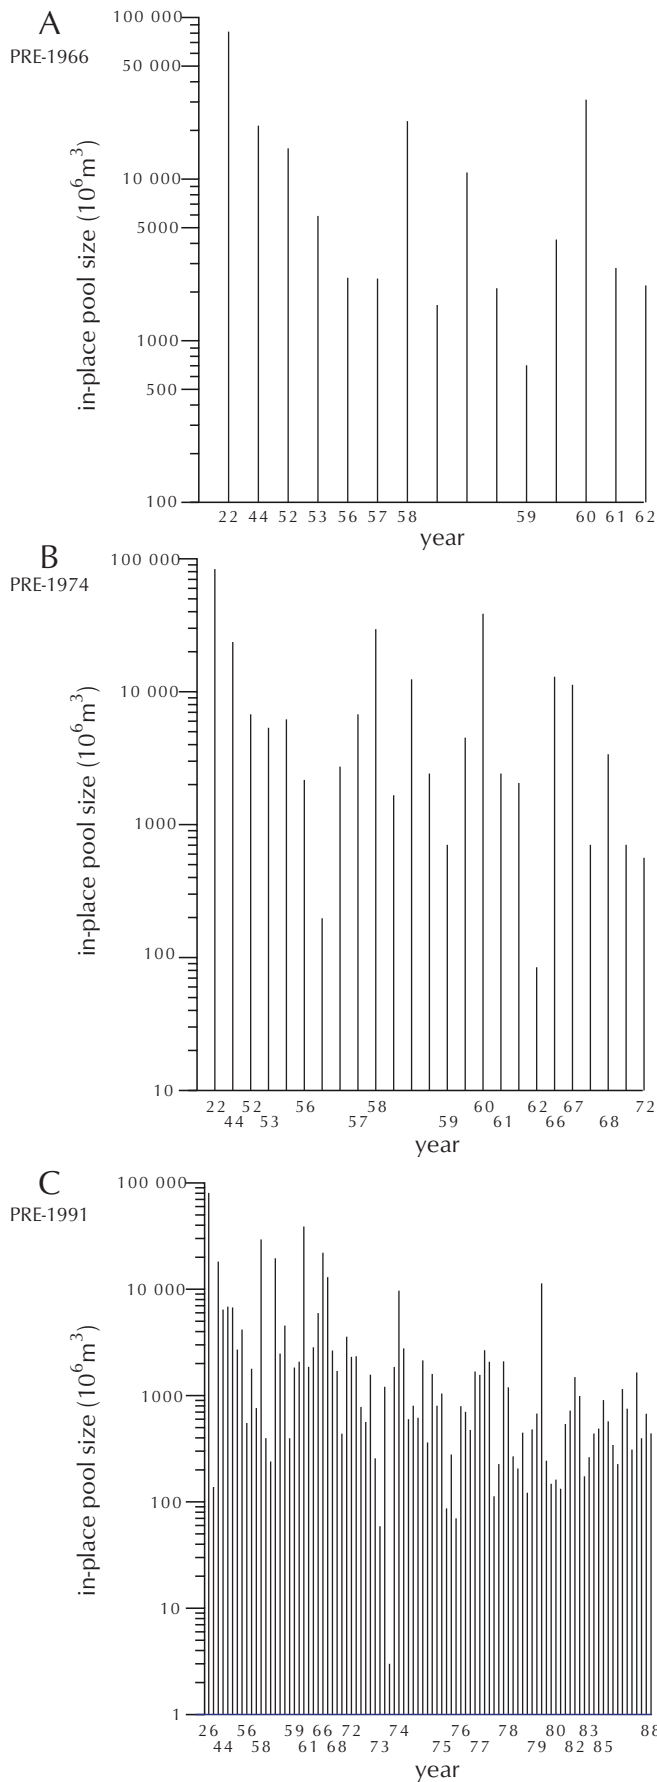 A
PRE-1966
100 000
50 000
10 000
5000
1000
500
100
in-place pool size (10⁶m³)
22 44 52 53 56 57 58 59 60 61 62
year
B
PRE-1974
100 000
10 000
1000
100
10
in-place pool size (10⁶m³)
22 52 56 58 60 62 67 72
44 53 57 59 61 66 68
year
C
PRE-1991
100 000
10 000
1000
100
10
1
in-place pool size (10⁶m³)
26 56 59 66 72 74 76 78 80 83 88
44 58 61 68 73 75 77 79 82 85
year